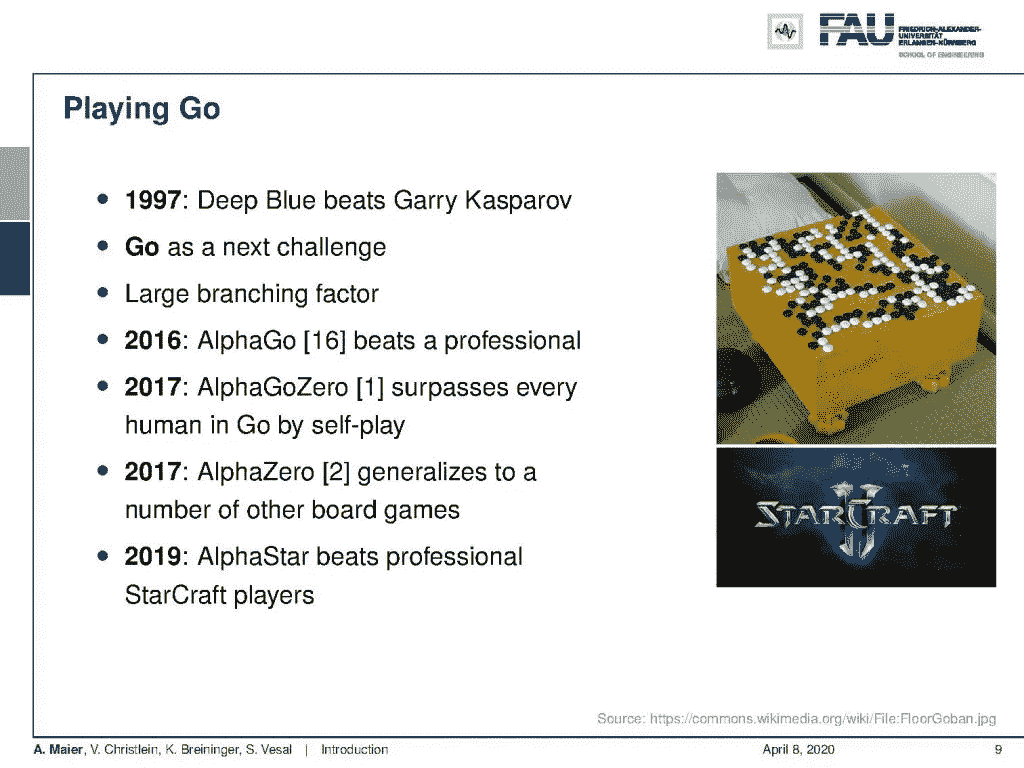 FAU
FRIEDRICH-ALEXANDER-
UNIVERSITÄT
ERLANGEN-NÜRNBERG
SCHOOL OF ENGINEERING
Playing Go
• 1997: Deep Blue beats Garry Kasparov
• Go as a next challenge
• Large branching factor
• 2016: AlphaGo [16] beats a professional
• 2017: AlphaGoZero [1] surpasses every
human in Go by self-play
• 2017: AlphaZero [2] generalizes to a
number of other board games
• 2019: AlphaStar beats professional
StarCraft players
STARCRAFT
II
Source: https://commons.wikimedia.org/wiki/File:FloorGoban.jpg
A. Maier, V. Christlein, K. Breininger, S. Vesal | Introduction April 8, 2020 9